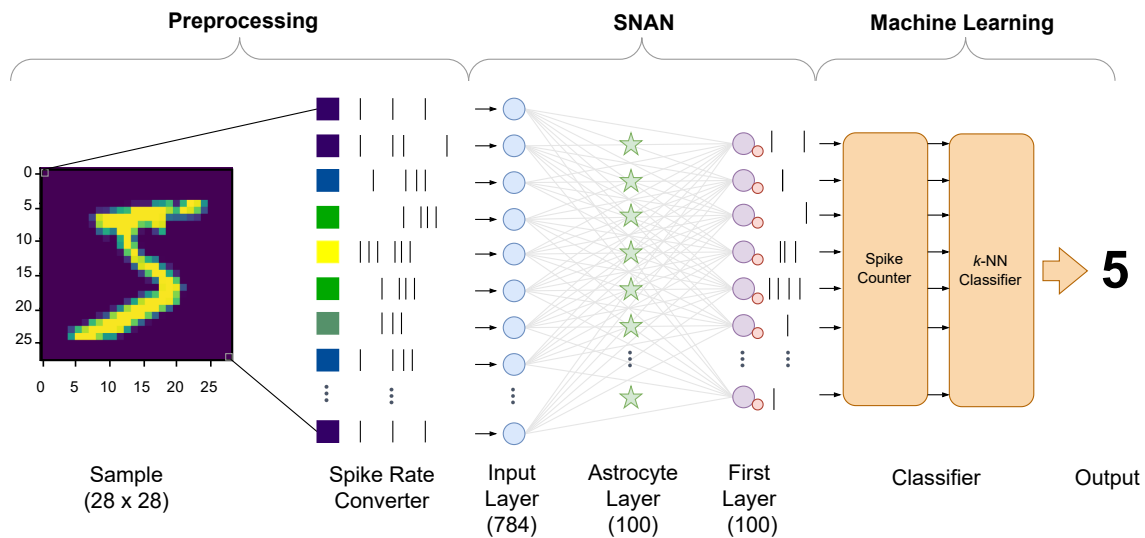 Preprocessing
SNAN
Machine Learning
0
5
10
15
20
25
0 5 10 15 20 25
Spike
Counter
k-NN
Classifier
5
Sample
(28 x 28)
Spike Rate
Converter
Input
Layer
(784)
Astrocyte
Layer
(100)
First
Layer
(100)
Classifier
Output